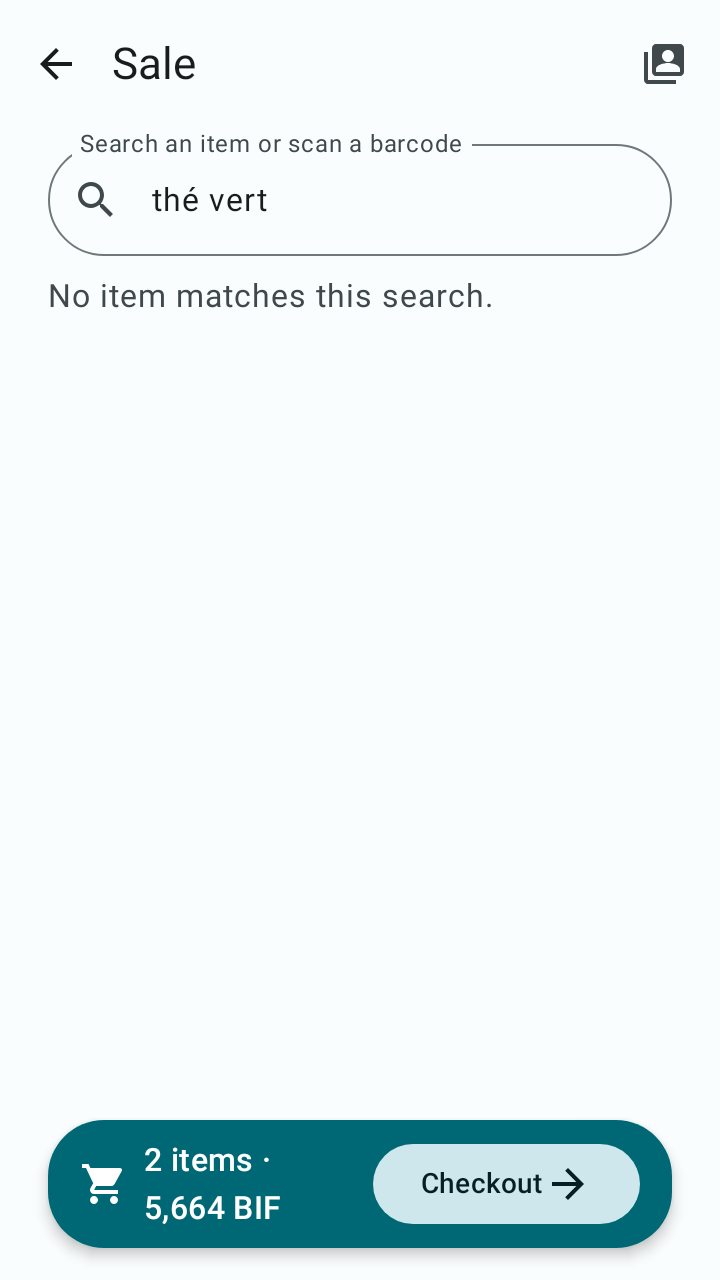 Sale
Search an item or scan a barcode
thé vert
No item matches this search.
2 items ·
5,664 BIF
Checkout